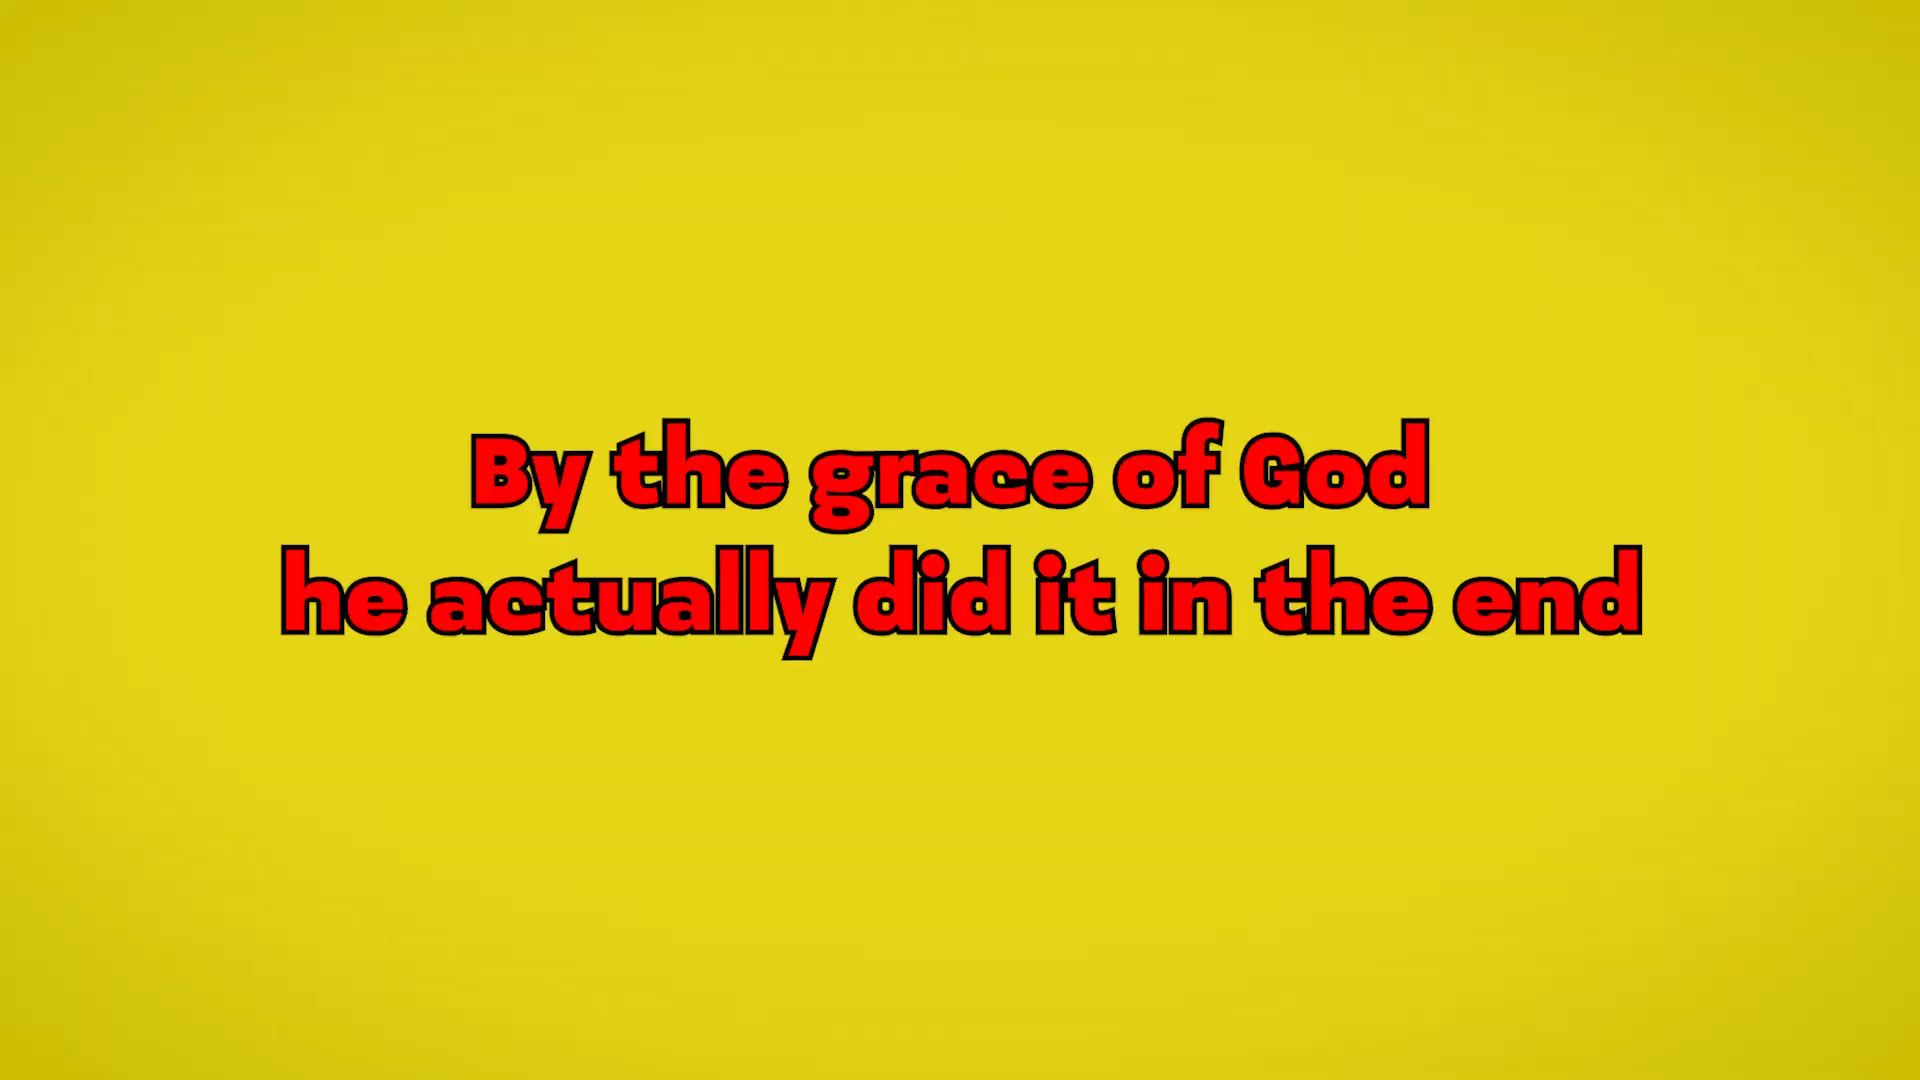 By the grace of God
he actually did it in the end